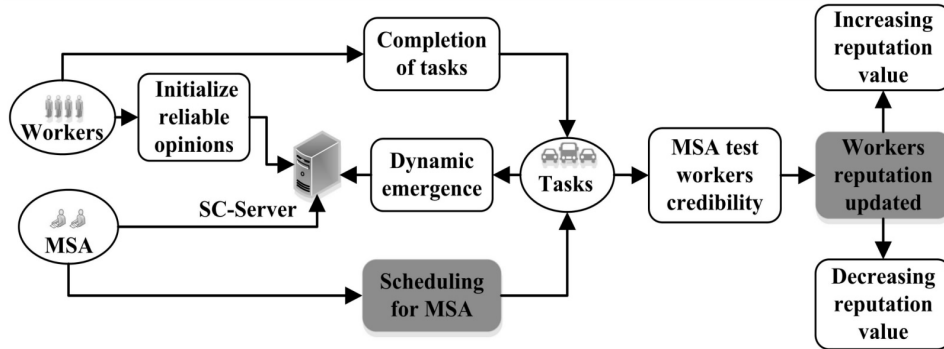 Workers
Initialize
reliable
opinions
Completion
of tasks
MSA
SC-Server
Dynamic
emergence
Scheduling
for MSA
Tasks
MSA test
workers
credibility
Increasing
reputation
value
Workers
reputation
updated
Decreasing
reputation
value